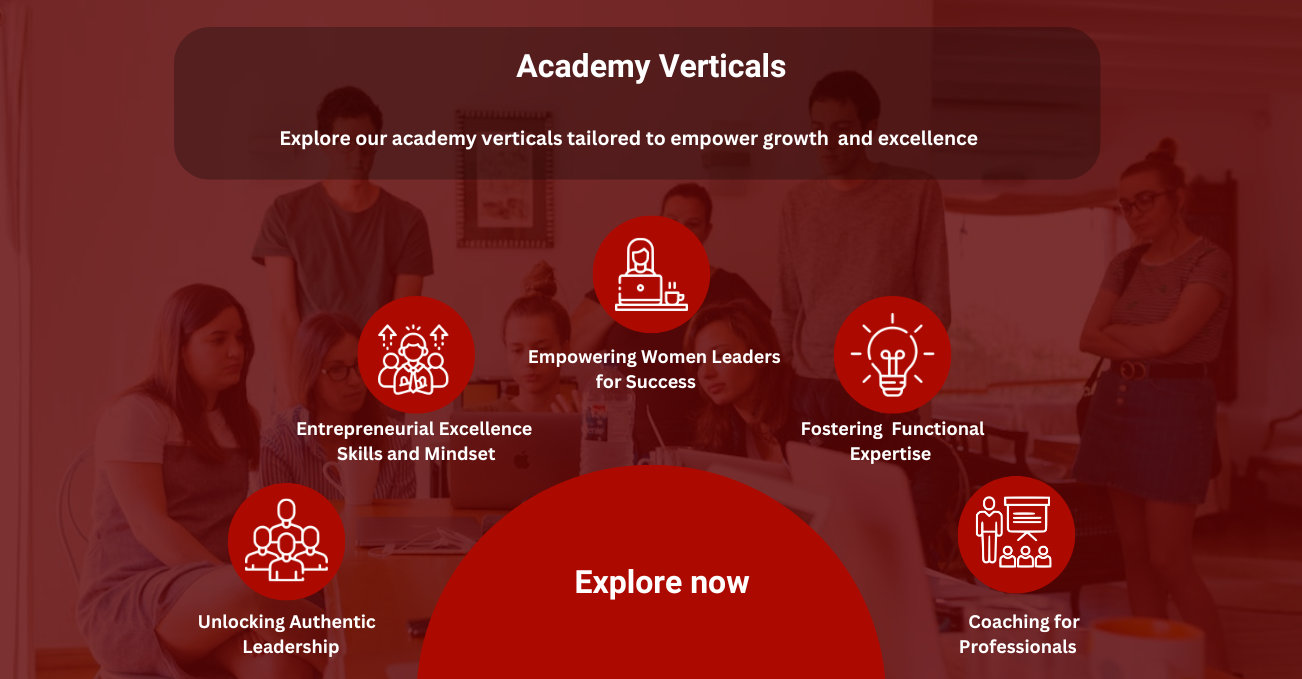 Academy Verticals
Explore our academy verticals tailored to empower growth  and excellence
Empowering Women Leaders
for Success
Entrepreneurial Excellence
Skills and Mindset
Fostering  Functional
Expertise
Unlocking Authentic
Leadership
Explore now
Coaching for
Professionals